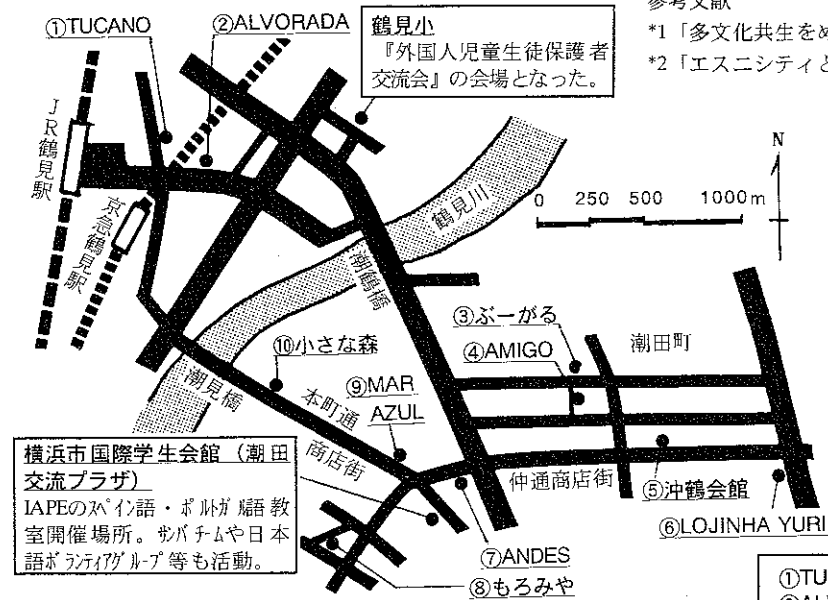 参考文献
*1「多文化共生をめ
*2「エスニシティと
①TUCANO
②ALVORADA
鶴見小
『外国人児童生徒保護者
交流会』の会場となった。
JR鶴見駅
京急鶴見駅
鶴見川
潮鶴橋
N
0 250 500 1000m
③ぶーがる
④AMIGO
潮田町
⑩小さな森
潮見橋
本町通
商店街
⑨MAR
AZUL
仲通商店街
⑤沖鶴会館
⑥LOJINHA YURI
⑦ANDES
⑧もろみや
横浜市国際学生会館（潮田
交流プラザ）
IAPEのスペイン語・ポルトガル語教
室開催場所。サンバチームや日本
語ボランティアグループ等も活動。
①TU